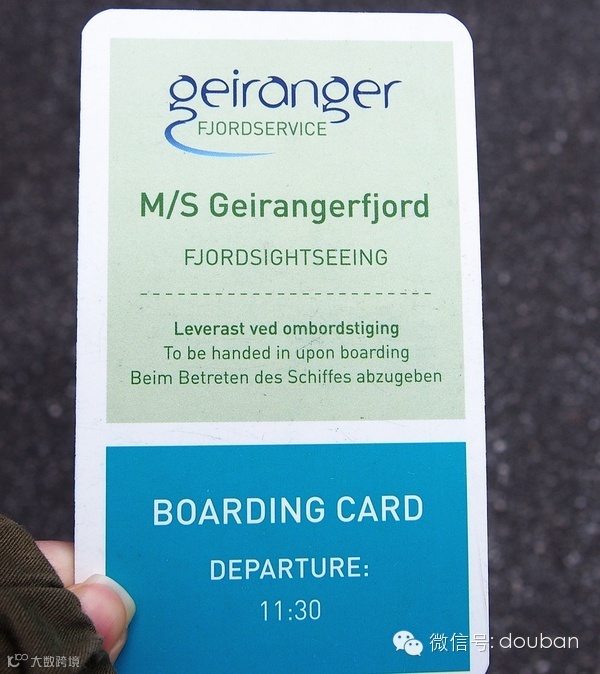 geiranger
FJORDSERVICE
M/S Geirangerfjord
FJORDSIGHTSEEING
Leverast ved ombordstiging
To be handed in upon boarding
Beim Betreten des Schiffes abzugeben
BOARDING CARD
DEPARTURE:
11:30
微信号: douban
大数跨境